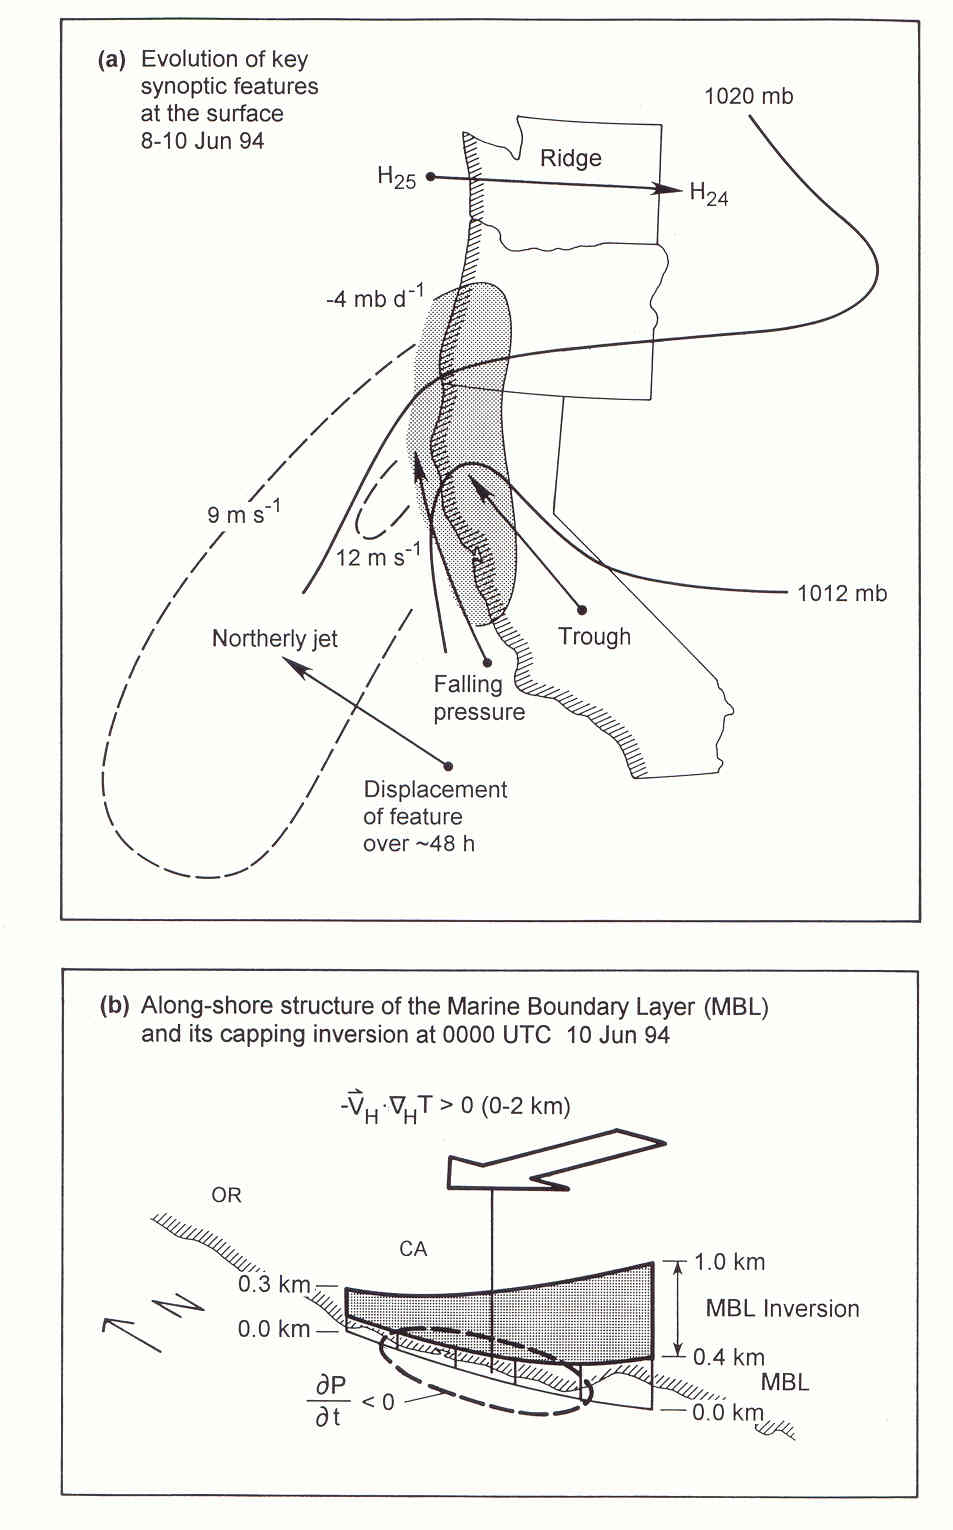 (a) Evolution of key
synoptic features
at the surface
8-10 Jun 94
1020 mb
Ridge
H25
H24
-4 mb d-1
9 m s-1
12 m s-1
1012 mb
Northerly jet
Trough
Falling
pressure
Displacement
of feature
over ~48 h
(b) Along-shore structure of the Marine Boundary Layer (MBL)
and its capping inversion at 0000 UTC 10 Jun 94
-V⃗H·∇HT > 0 (0-2 km)
OR
CA
0.3 km
1.0 km
MBL Inversion
0.0 km
N
0.4 km
MBL
∂P
∂t
< 0
0.0 km